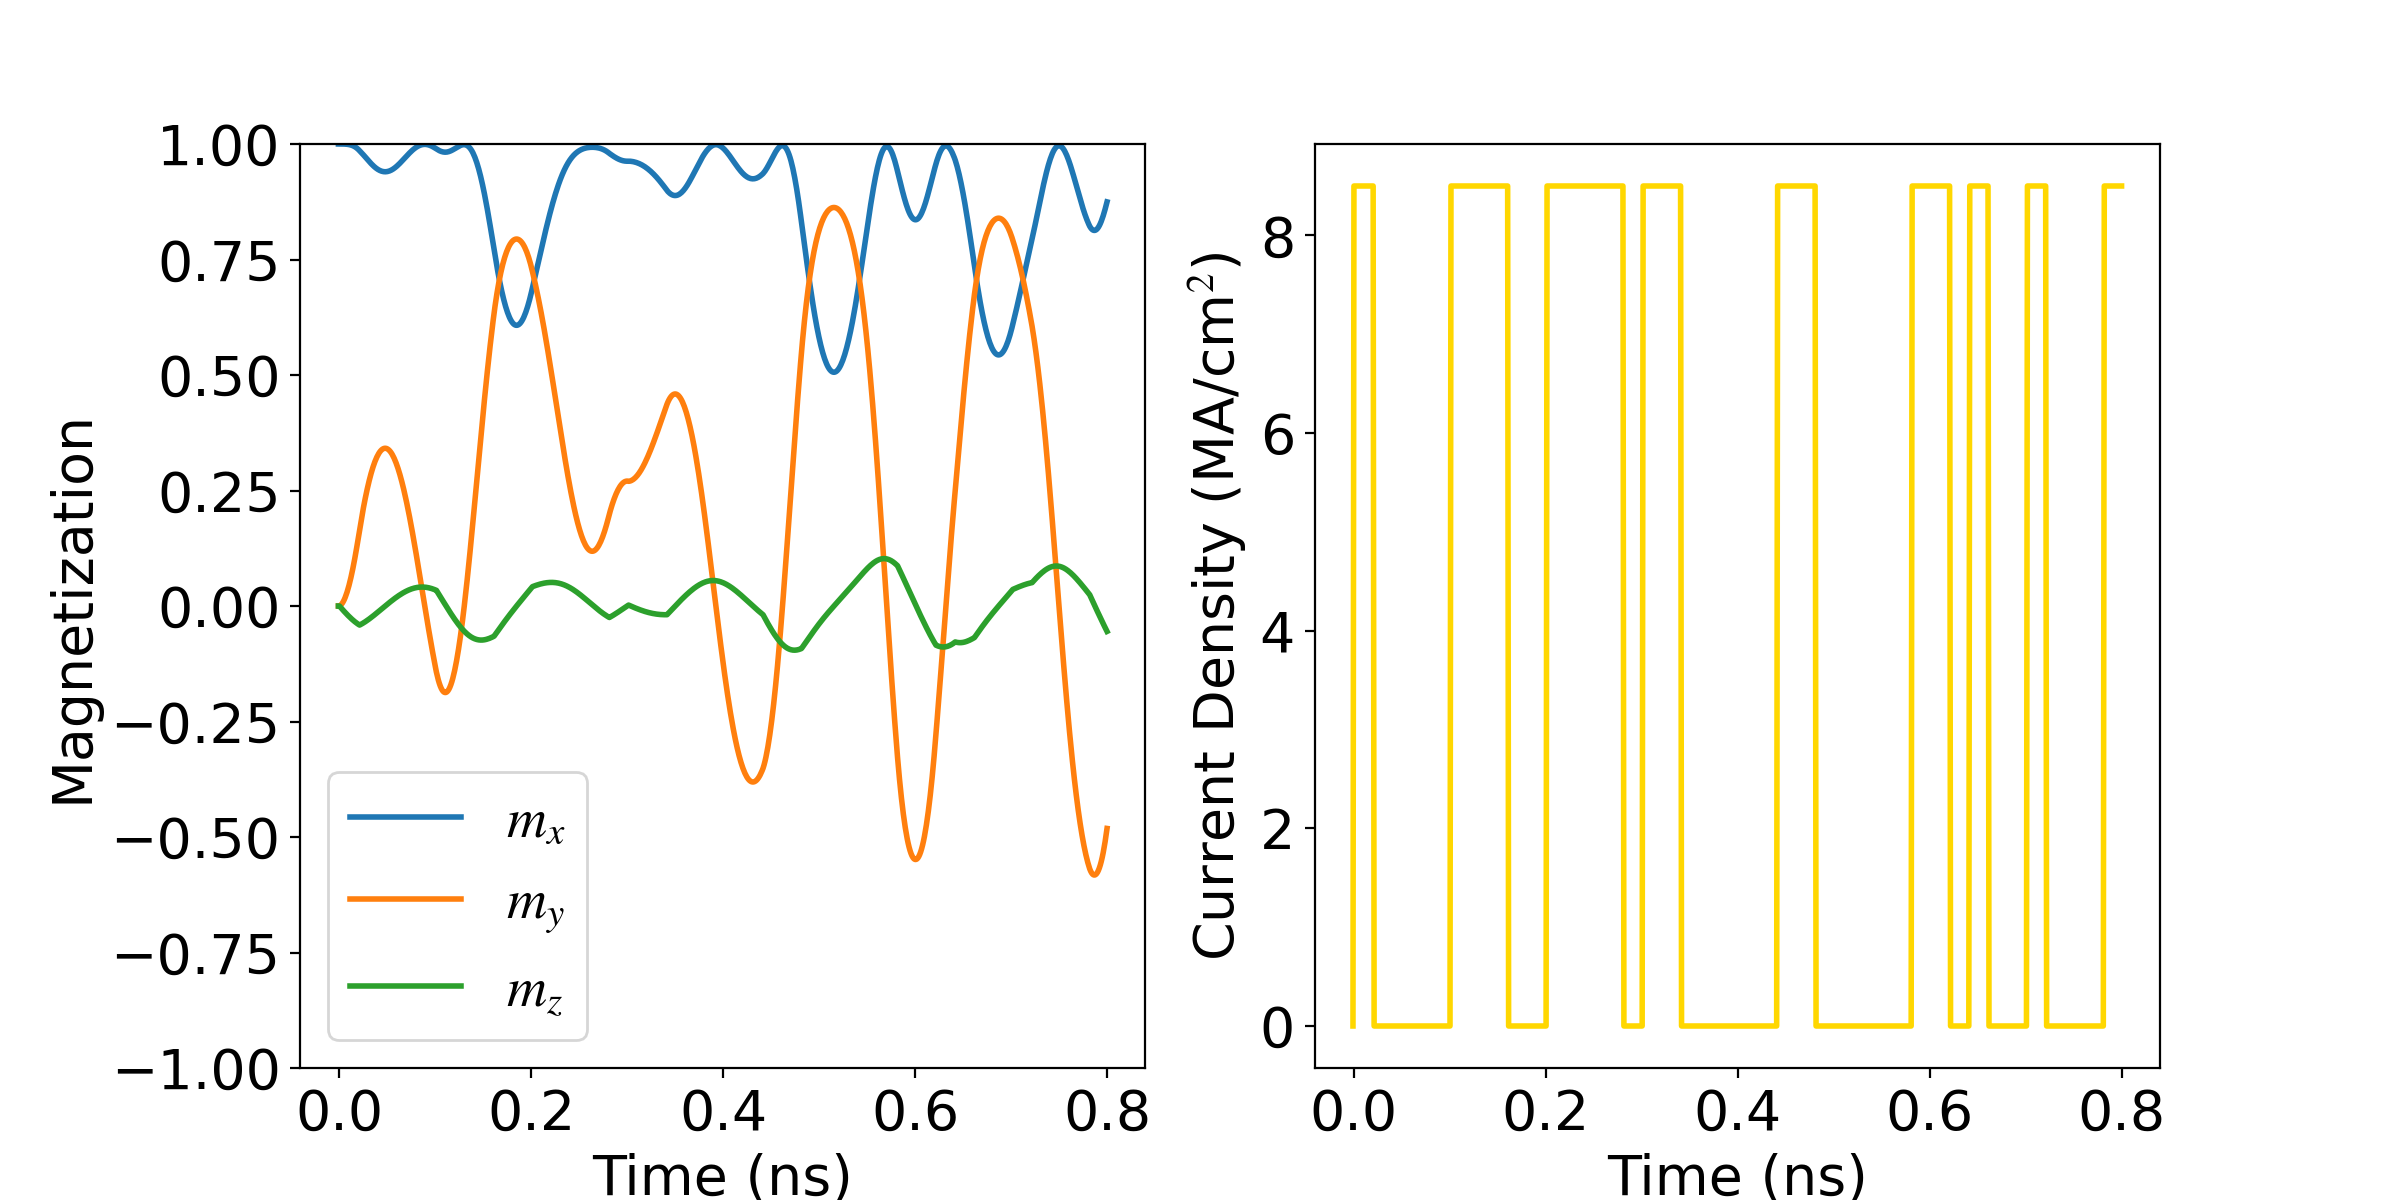 1.00
0.75
0.50
0.25
0.00
−0.25
−0.50
−0.75
−1.00
Magnetization
m_x
m_y
m_z
0.0 0.2 0.4 0.6 0.8
Time (ns)
8
6
4
2
0
Current Density (MA/cm²)
0.0 0.2 0.4 0.6 0.8
Time (ns)